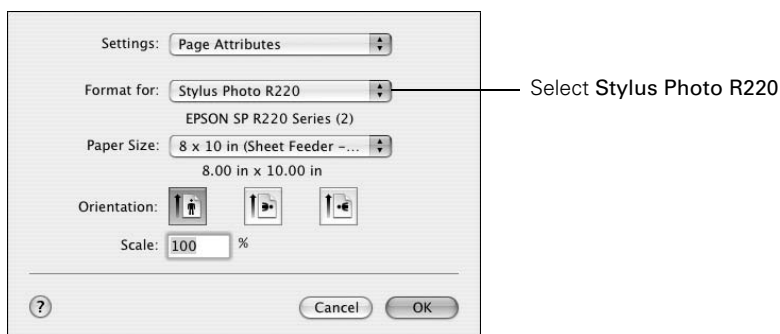 Settings: Page Attributes
Format for: Stylus Photo R220 Select Stylus Photo R220
EPSON SP R220 Series (2)
Paper Size: 8 x 10 in (Sheet Feeder –...
8.00 in x 10.00 in
Orientation:
Scale: 100 %
? Cancel OK